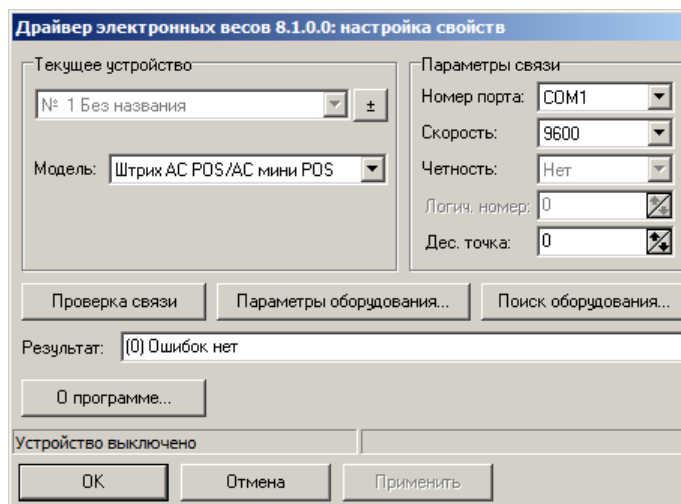 Драйвер электронных весов 8.1.0.0: настройка свойств
Текущее устройство
№ 1 Без названия
±
Модель: Штрих АС POS/АС мини POS
Параметры связи
Номер порта: COM1
Скорость: 9600
Четность: Нет
Логич. номер: 0
Дес. точка: 0
Проверка связи
Параметры оборудования...
Поиск оборудования...
Результат: (0) Ошибок нет
О программе...
Устройство выключено
ОК
Отмена
Применить